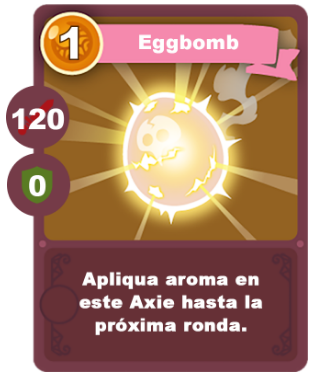 1
Eggbomb
120
0
Apliqua aroma en
este Axie hasta la
próxima ronda.